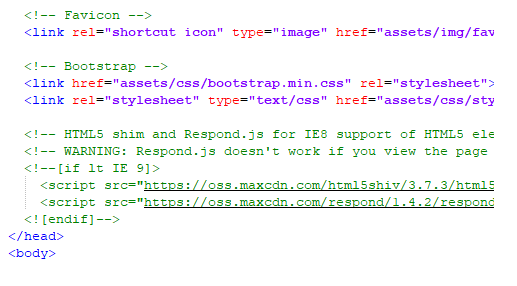 <!-- Favicon -->
<link rel="shortcut icon" type="image" href="assets/img/fav
<!-- Bootstrap -->
<link href="assets/css/bootstrap.min.css" rel="stylesheet">
<link rel="stylesheet" type="text/css" href="assets/css/sty
<!-- HTML5 shim and Respond.js for IE8 support of HTML5 ele
<!-- WARNING: Respond.js doesn't work if you view the page
<!--[if lt IE 9]>
<script src="https://oss.maxcdn.com/html5shiv/3.7.3/html5
<script src="https://oss.maxcdn.com/respond/1.4.2/respond
<![endif]-->
</head>
<body>